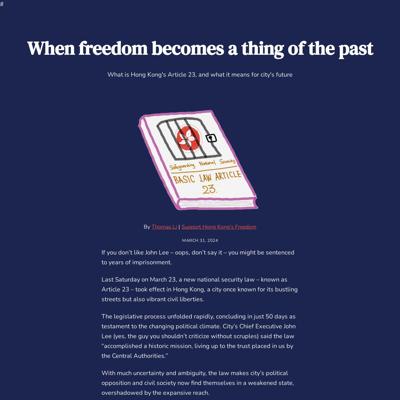 #
When freedom becomes a thing of the past
What is Hong Kong's Article 23, and what it means for city's future
Safeguarding National Security
BASIC LAW ARTICLE
23.
By Thomas Li | Support Hong Kong's Freedom
MARCH 31, 2024
If you don't like John Lee – oops, don't say it – you might be sentenced
to years of imprisonment.
Last Saturday on March 23, a new national security law – known as
Article 23 – took effect in Hong Kong, a city once known for its bustling
streets but also vibrant civil liberties.
The legislative process unfolded rapidly, concluding in just 50 days as
testament to the changing political climate. City's Chief Executive John
Lee (yes, the guy you shouldn't criticize without scruples) said the law
"accomplished a historic mission, living up to the trust placed in us by
the Central Authorities."
With much uncertainty and ambiguity, the law makes city's political
opposition and civil society now find themselves in a weakened state,
overshadowed by the expansive reach.